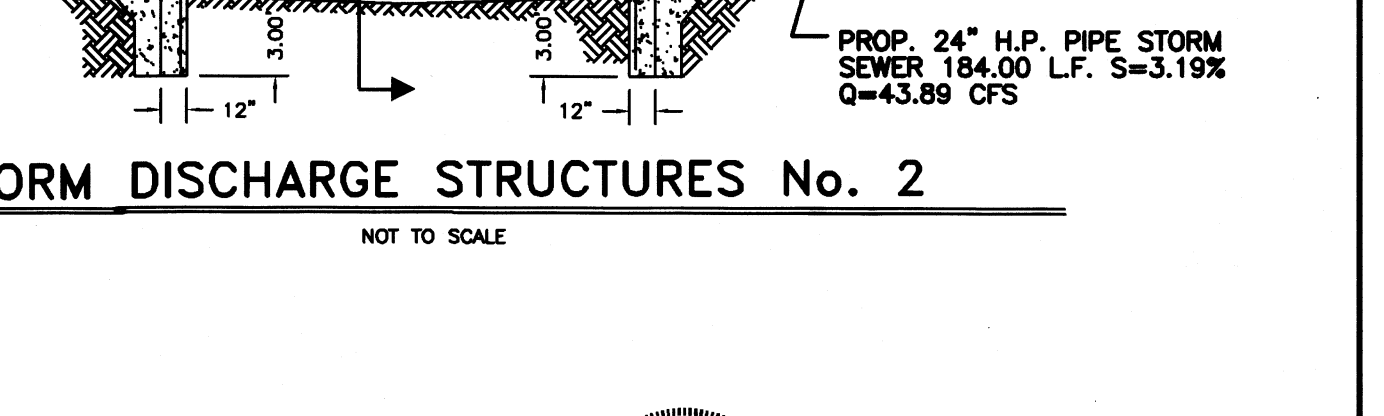 3.00'
3.00'
12"
12"
PROP. 24" H.P. PIPE STORM
SEWER 184.00 L.F. S=3.19%
Q=43.89 CFS
ORM DISCHARGE STRUCTURES No. 2
NOT TO SCALE